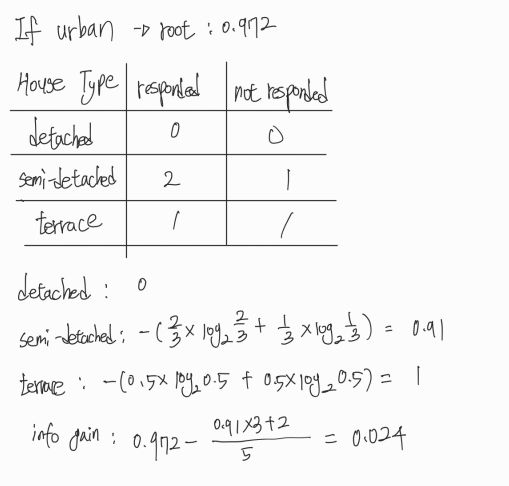 If urban → root : 0.972
House Type | responded | not responded
detached | 0 | 0
semi-detached | 2 | 1
terrace | 1 | 1
detached : 0
semi-detached : -(2/3 × log₂ 2/3 + 1/3 × log₂ 1/3) = 0.91
terrace : -(0.5 × log₂ 0.5 + 0.5 × log₂ 0.5) = 1
info gain : 0.972 - (0.91×3+2)/5 = 0.024